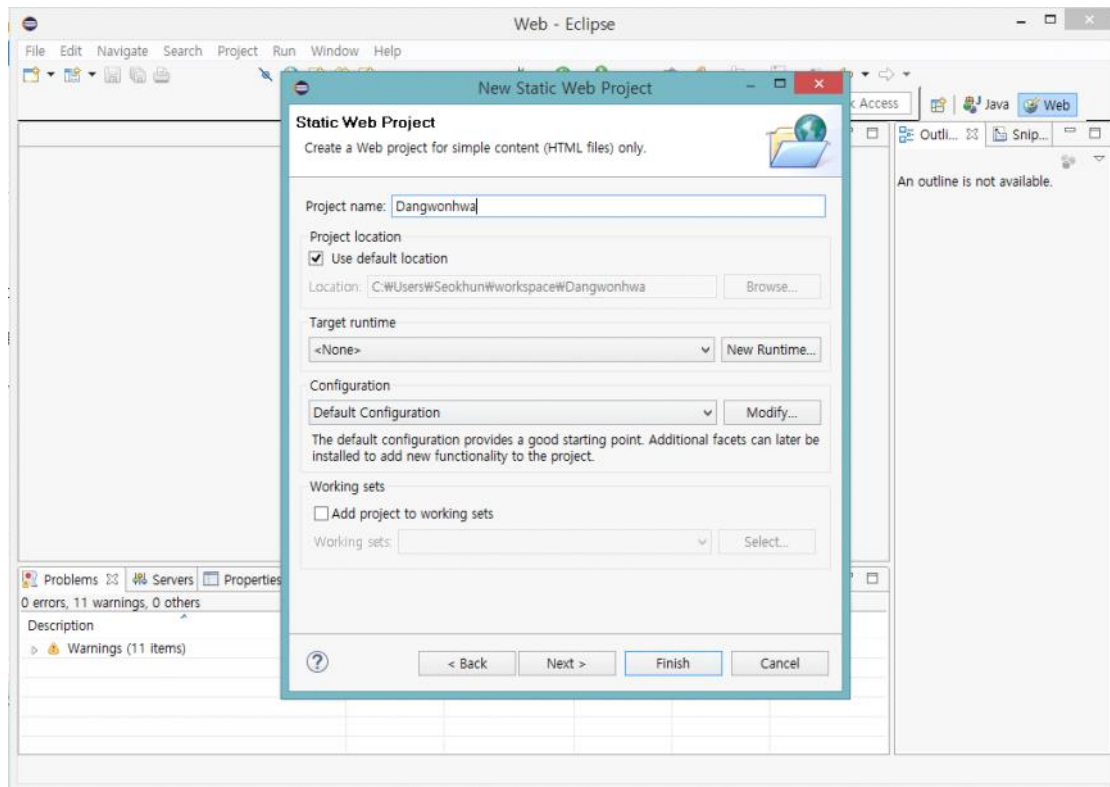 Web - Eclipse
File Edit Navigate Search Project Run Window Help
New Static Web Project
Access
Java
Web
Static Web Project
Create a Web project for simple content (HTML files) only.
Outli...
Snip...
An outline is not available.
Project name: Dangwonhwa
Project location
Use default location
Location: C:₩Users₩Seokhun₩workspace₩Dangwonhwa Browse...
Target runtime
<None> New Runtime...
Configuration
Default Configuration Modify...
The default configuration provides a good starting point. Additional facets can later be
installed to add new functionality to the project.
Working sets
Add project to working sets
Working sets: Select...
Problems Servers Properties
0 errors, 11 warnings, 0 others
Description
Warnings (11 items)
< Back Next > Finish Cancel